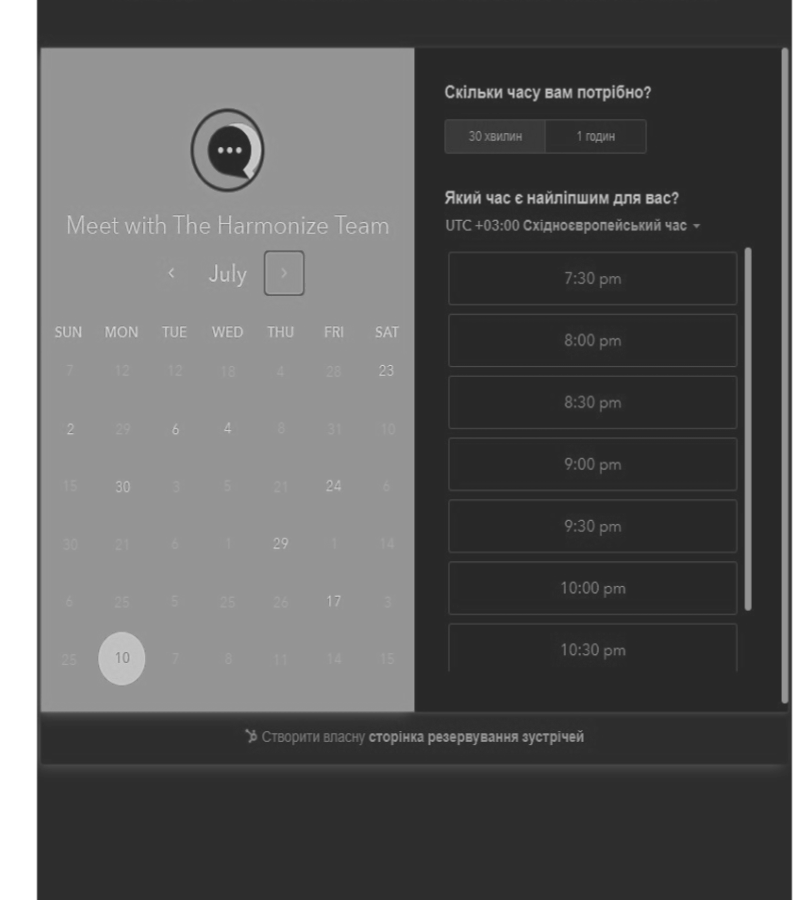 Meet with The Harmonize Team
July
SUN MON TUE WED THU FRI SAT
7 12 12 18 4 28 23
2 29 6 4 8 31 10
15 30 3 5 21 24 6
30 21 6 1 29 1 14
6 25 5 25 26 17 3
25 10 7 8 11 14 15
Скільки часу вам потрібно?
30 хвилин 1 годин
Який час є найліпшим для вас?
UTC +03:00 Східноєвропейський час
7:30 pm
8:00 pm
8:30 pm
9:00 pm
9:30 pm
10:00 pm
10:30 pm
Створити власну сторінка резервування зустрічей